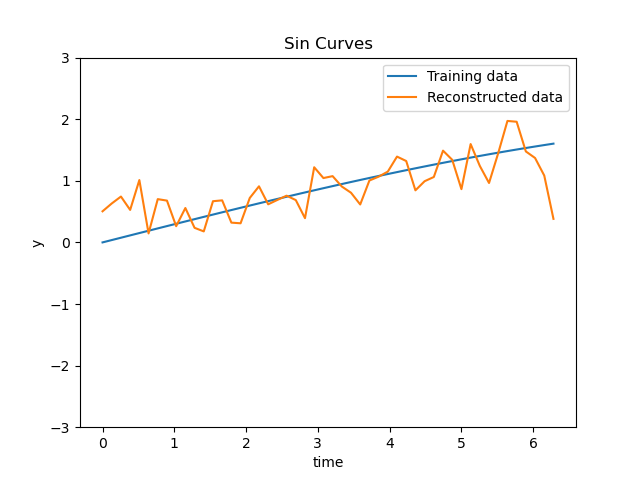 Sin Curves
Training data
Reconstructed data
3
2
1
0
−1
−2
−3
y
0 1 2 3 4 5 6
time